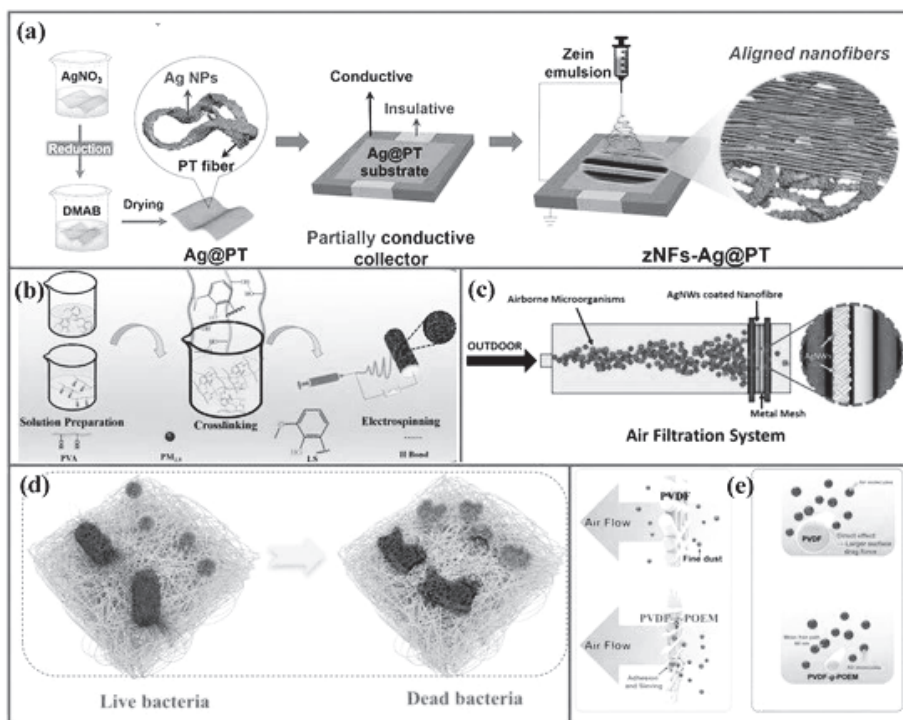 (a)
AgNO3
Reduction
DMAB
Drying
Ag NPs
PT fiber
Ag@PT
Conductive
Insulative
Ag@PT
substrate
Partially conductive
collector
Zein
emulsion
Aligned nanofibers
zNFs-Ag@PT
(b)
Solution Preparation
PVA
PM2.5
Crosslinking
LS
Electrospinning
H Bond
(c)
Airborne Microorganisms
AgNWs coated Nanofibre
OUTDOOR
AgNWs
Metal Mesh
Air Filtration System
(d)
Live bacteria
Dead bacteria
PVDF
Air Flow
Fine dust
PVDF-g-POEM
Air Flow
Adhesion
and Sieving
(e)
Air molecules
PVDF
Larger surface
drag force
Air molecules
PVDF-g-POEM